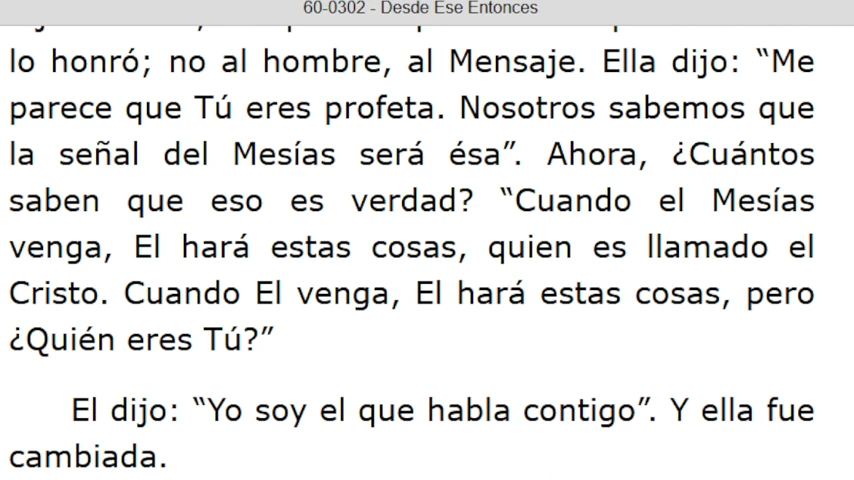 60-0302 - Desde Ese Entonces
lo honró; no al hombre, al Mensaje. Ella dijo: “Me
parece que Tú eres profeta. Nosotros sabemos que
la señal del Mesías será ésa”. Ahora, ¿Cuántos
saben que eso es verdad? “Cuando el Mesías
venga, El hará estas cosas, quien es llamado el
Cristo. Cuando El venga, El hará estas cosas, pero
¿Quién eres Tú?”
El dijo: “Yo soy el que habla contigo”. Y ella fue
cambiada.